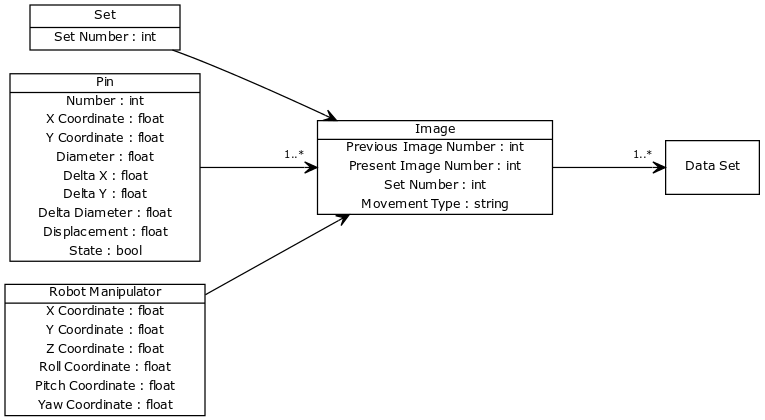 Set
Set Number : int
Pin
Number : int
X Coordinate : float
Y Coordinate : float
Diameter : float
Delta X : float
Delta Y : float
Delta Diameter : float
Displacement : float
State : bool
Robot Manipulator
X Coordinate : float
Y Coordinate : float
Z Coordinate : float
Roll Coordinate : float
Pitch Coordinate : float
Yaw Coordinate : float
1..*
Image
Previous Image Number : int
Present Image Number : int
Set Number : int
Movement Type : string
1..*
Data Set